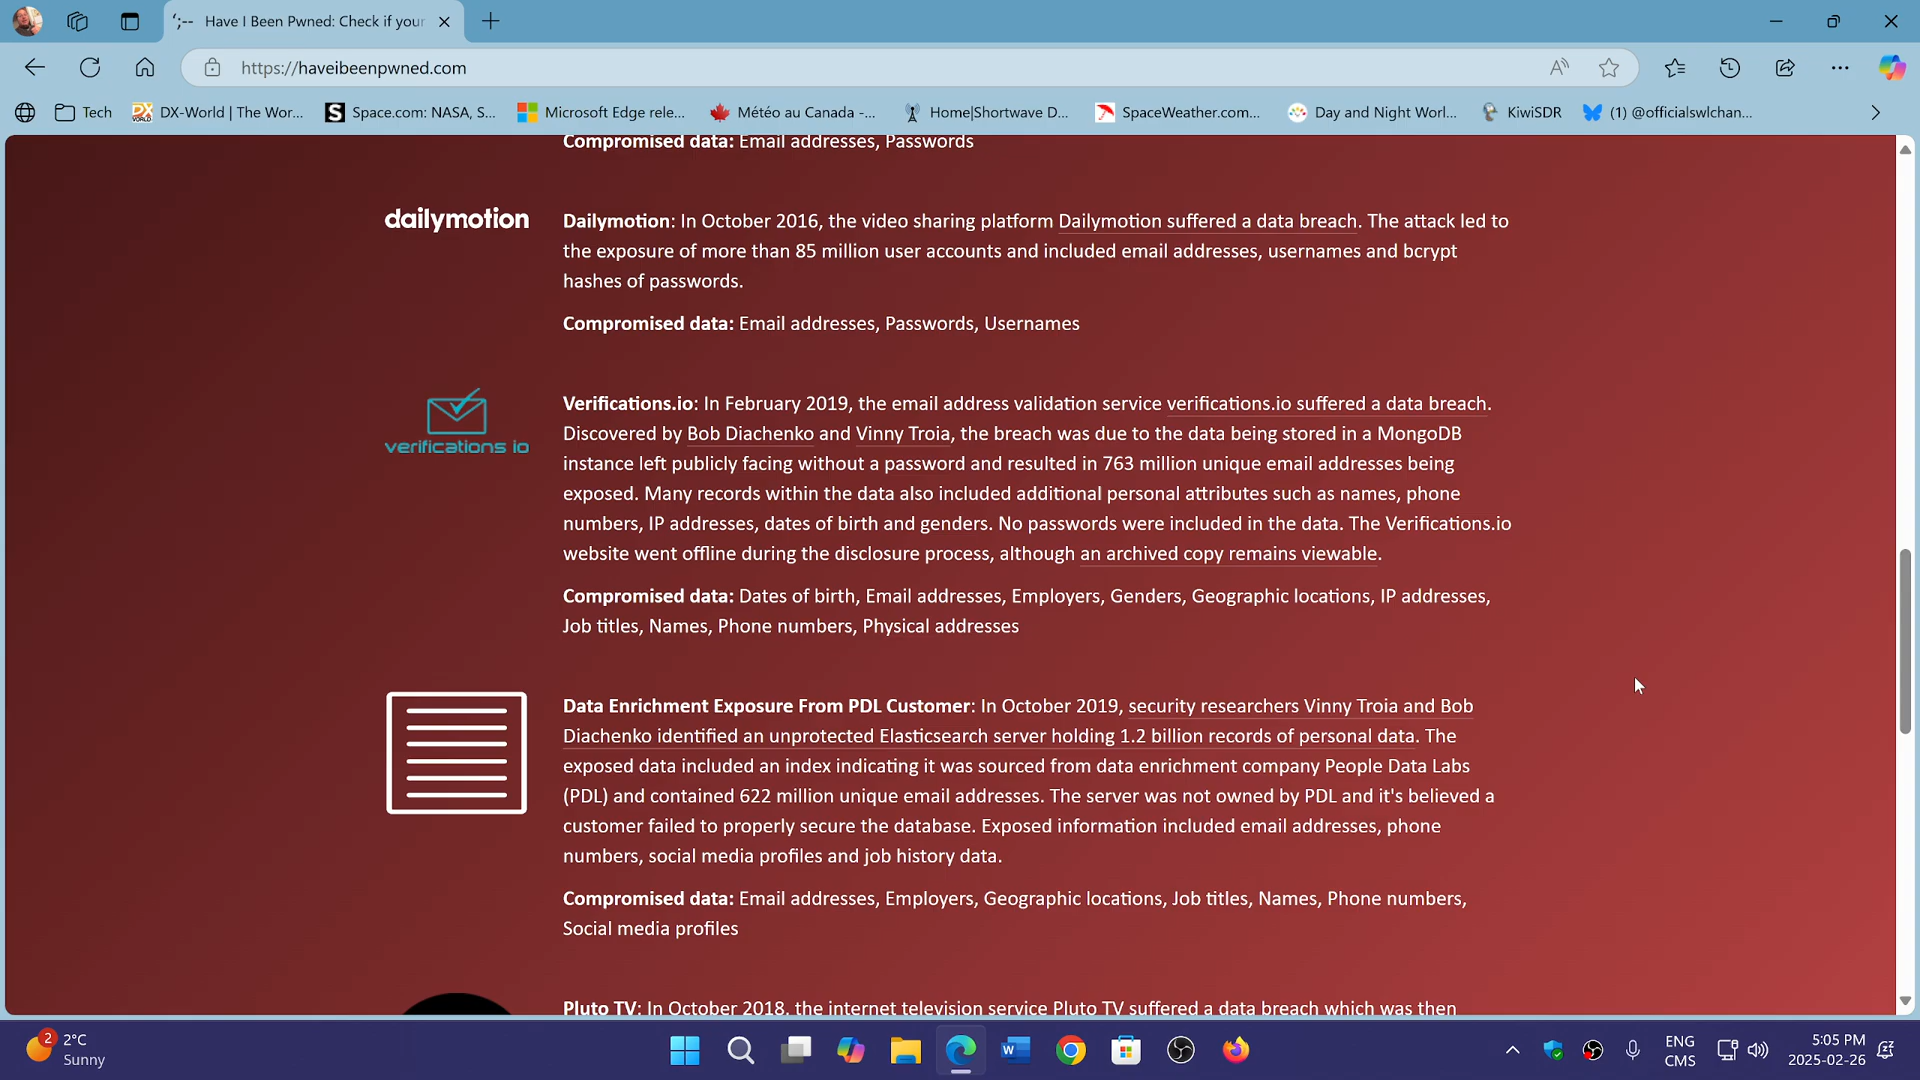 Have I Been Pwned: Check if your
https://haveibeenpwned.com
Tech
DX-World | The Wor...
Space.com: NASA, S...
Microsoft Edge rele...
Météo au Canada -...
Home|Shortwave D...
SpaceWeather.com...
Day and Night Worl...
KiwiSDR
(1) @officialswlchan...
Compromised data: Email addresses, Passwords
dailymotion
Dailymotion: In October 2016, the video sharing platform Dailymotion suffered a data breach. The attack led to
the exposure of more than 85 million user accounts and included email addresses, usernames and bcrypt
hashes of passwords.
Compromised data: Email addresses, Passwords, Usernames
verifications io
Verifications.io: In February 2019, the email address validation service verifications.io suffered a data breach.
Discovered by Bob Diachenko and Vinny Troia, the breach was due to the data being stored in a MongoDB
instance left publicly facing without a password and resulted in 763 million unique email addresses being
exposed. Many records within the data also included additional personal attributes such as names, phone
numbers, IP addresses, dates of birth and genders. No passwords were included in the data. The Verifications.io
website went offline during the disclosure process, although an archived copy remains viewable.
Compromised data: Dates of birth, Email addresses, Employers, Genders, Geographic locations, IP addresses,
Job titles, Names, Phone numbers, Physical addresses
Data Enrichment Exposure From PDL Customer: In October 2019, security researchers Vinny Troia and Bob
Diachenko identified an unprotected Elasticsearch server holding 1.2 billion records of personal data. The
exposed data included an index indicating it was sourced from data enrichment company People Data Labs
(PDL) and contained 622 million unique email addresses. The server was not owned by PDL and it's believed a
customer failed to properly secure the database. Exposed information included email addresses, phone
numbers, social media profiles and job history data.
Compromised data: Email addresses, Employers, Geographic locations, Job titles, Names, Phone numbers,
Social media profiles
Pluto TV: In October 2018, the internet television service Pluto TV suffered a data breach which was then
2
2°C
Sunny
ENG
CMS
5:05 PM
2025-02-26